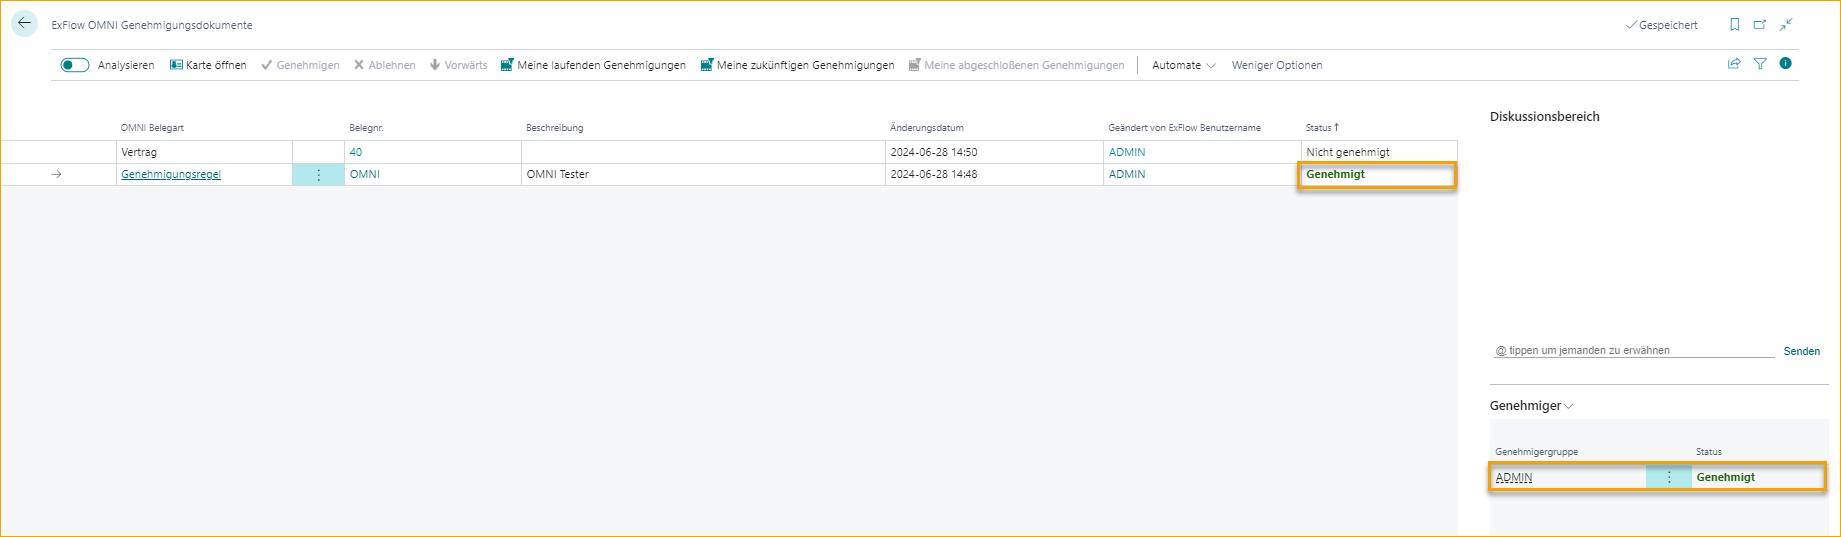 ExFlow OMNI Genehmigungsdokumente
Gespeichert
Analysieren Karte öffnen Genehmigen Ablehnen Vorwärts Meine laufenden Genehmigungen Meine zukünftigen Genehmigungen Meine abgeschloßenen Genehmigungen Automate Weniger Optionen
OMNI Belegart Belegnr. Beschreibung Änderungsdatum Geändert von ExFlow Benutzername Status ↑
Vertrag 40 2024-06-28 14:50 ADMIN Nicht genehmigt
Genehmigungsregel OMNI OMNI Tester 2024-06-28 14:48 ADMIN Genehmigt
Diskussionsbereich
@ tippen um jemanden zu erwähnen Senden
Genehmiger
Genehmigergruppe Status
ADMIN Genehmigt